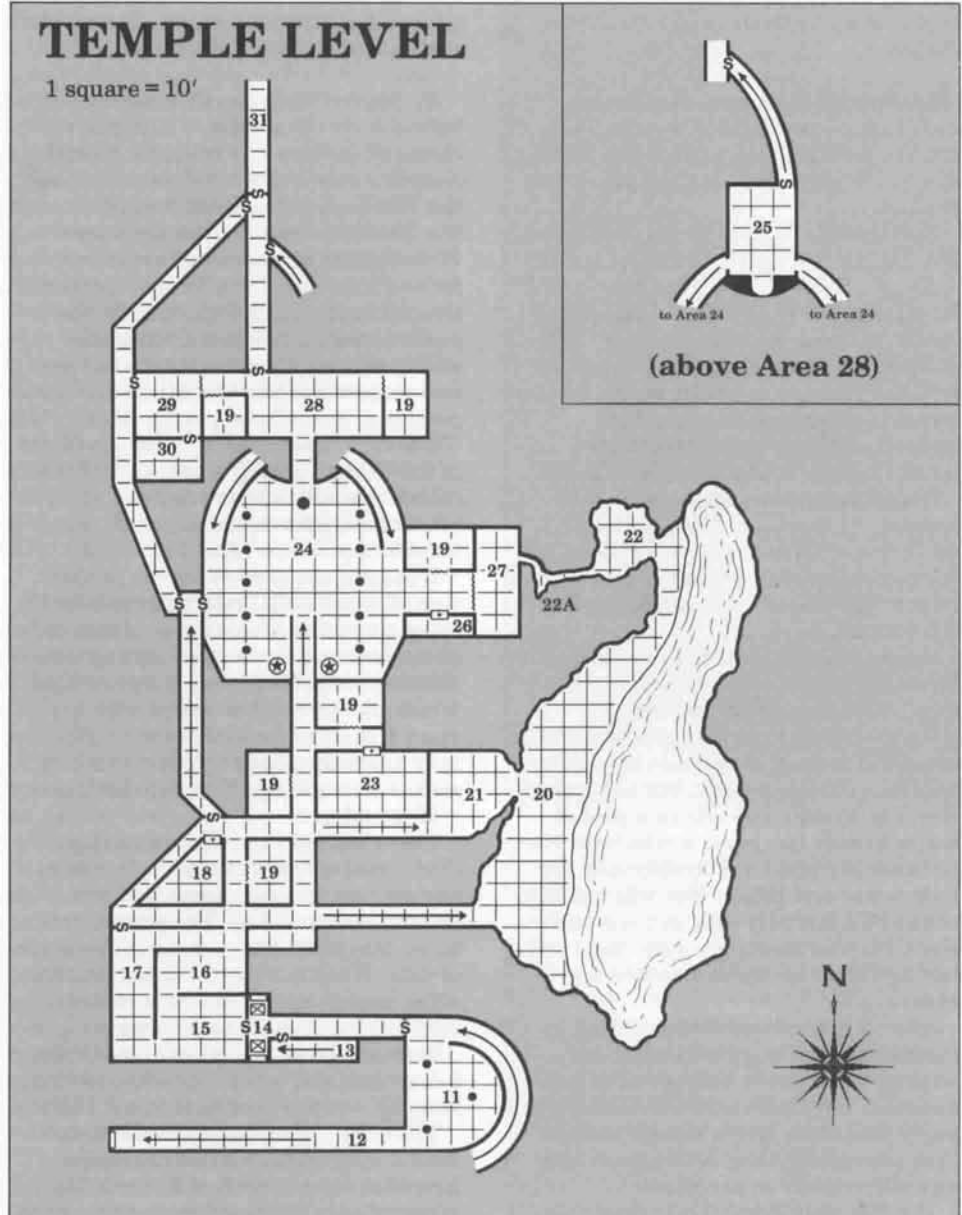 TEMPLE LEVEL
1 square = 10'
31
S
S
S
S
S
25
to Area 24
to Area 24
(above Area 28)
S
S
29
19
28
19
S
30
24
19
27
22
22A
26
S
S
19
19
23
21
20
S
18
19
S
17
16
N
15
S
14
S
S
13
11
12